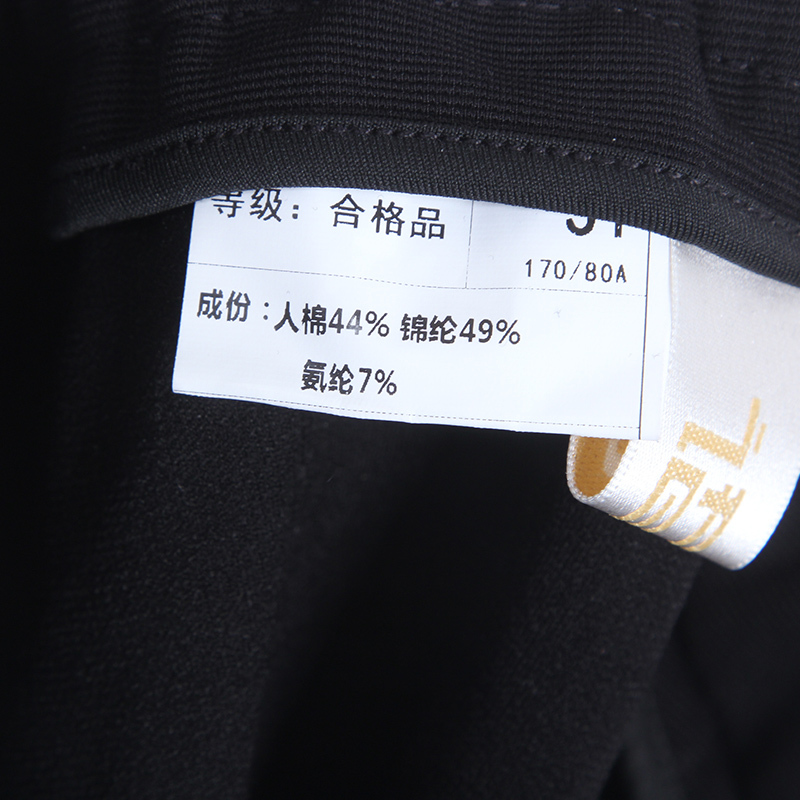 等级：合格品
170/80A
成份：人棉44% 锦纶49%
氨纶7%